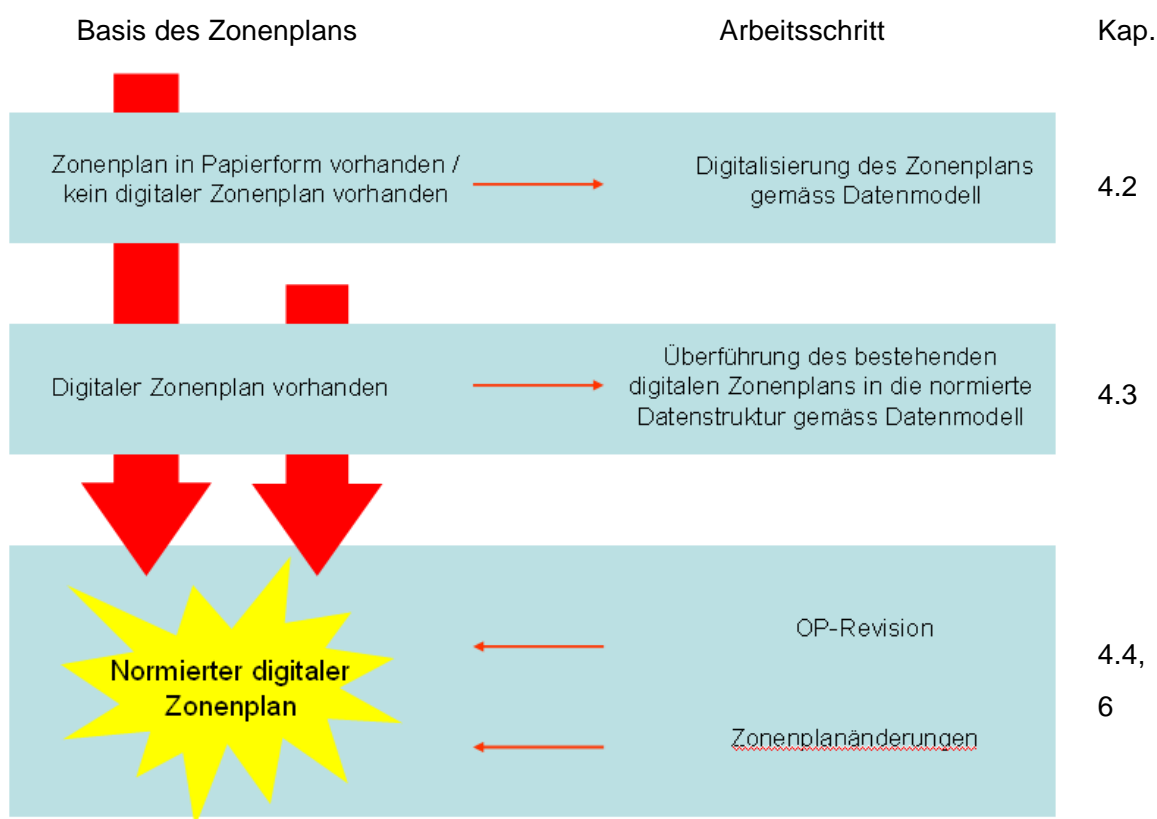 Basis des Zonenplans
Arbeitsschritt
Kap.
Zonenplan in Papierform vorhanden /
kein digitaler Zonenplan vorhanden
Digitalisierung des Zonenplans
gemäss Datenmodell
4.2
Digitaler Zonenplan vorhanden
Überführung des bestehenden
digitalen Zonenplans in die normierte
Datenstruktur gemäss Datenmodell
4.3
Normierter digitaler
Zonenplan
OP-Revision
Zonenplanänderungen
4.4,
6